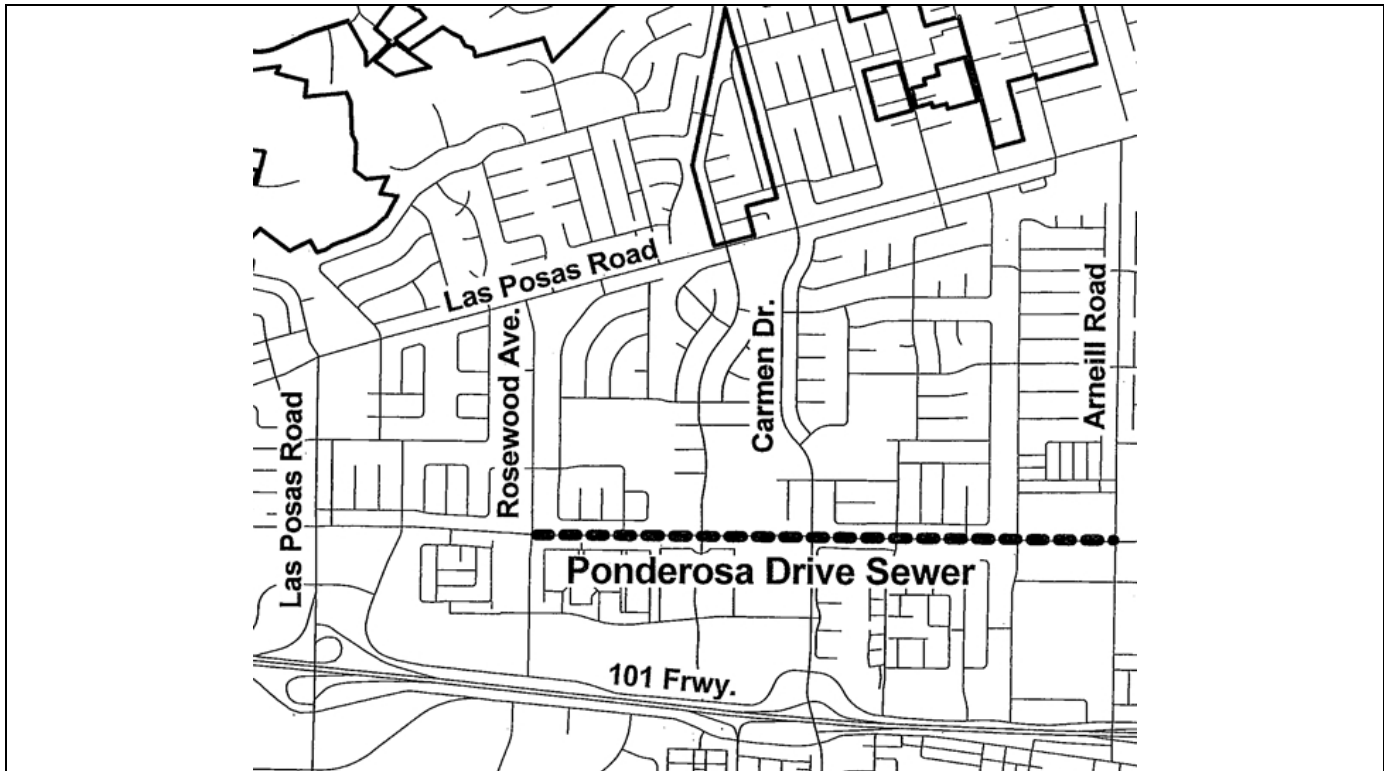 Las Posas Road
Rosewood Ave.
Carmen Dr.
Arneill Road
Las Posas Road
Ponderosa Drive Sewer
101 Frwy.